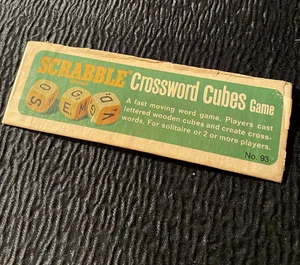 SCRABBLE® Crossword Cubes Game
A fast moving word game. Players cast
lettered wooden cubes and create cross-
words. For solitaire or 2 or more players.
No. 93